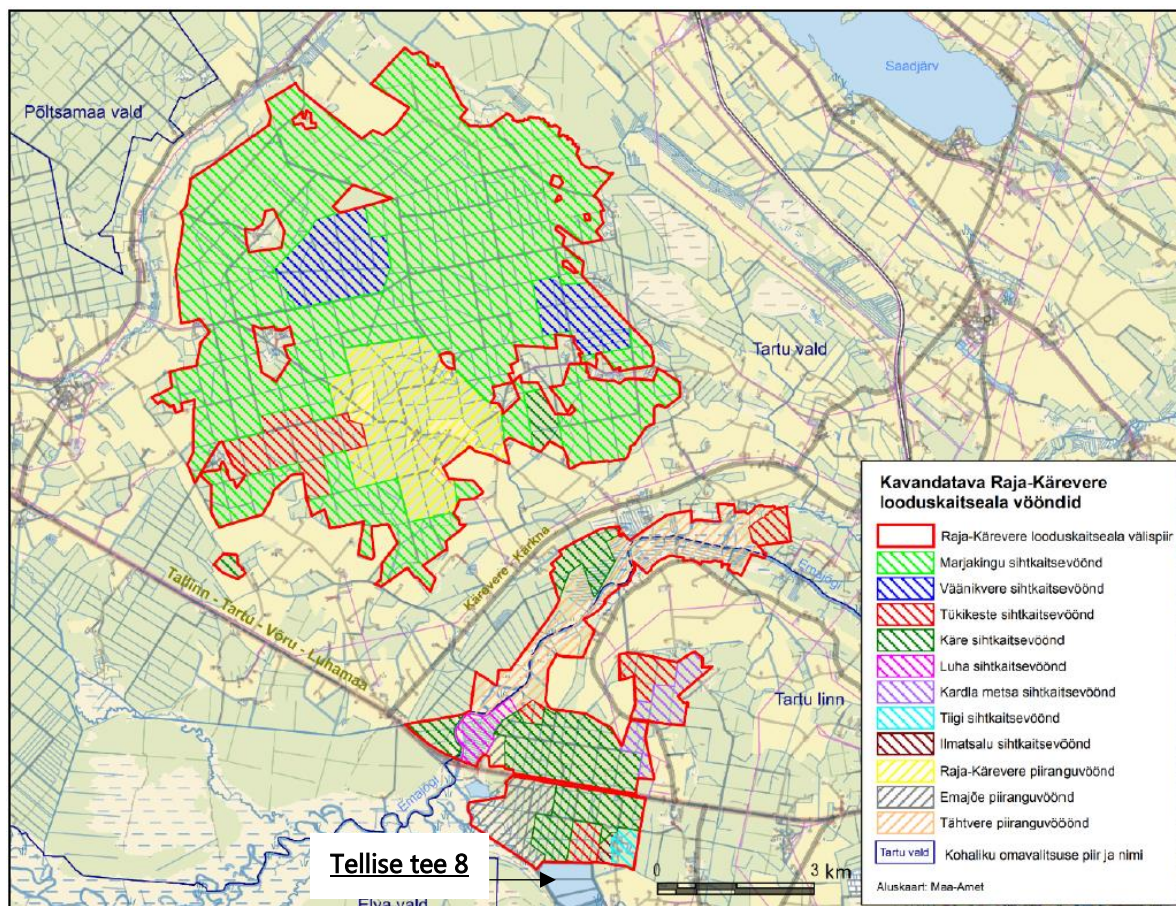 Saadjärv
Põltsamaa vald
Tartu vald
Kärevere - Kärkna
Tallinn - Tartu - Võru - Luhamaa
Emajõgi
Tartu linn
Emajõgi
Tellise tee 8
Elva vald
0 3 km
Kavandatava Raja-Kärevere
looduskaitseala vööndid
Raja-Kärevere looduskaitseala välispiir
Marjakingu sihtkaitsevöönd
Väänikvere sihtkaitsevöönd
Tükikeste sihtkaitsevöönd
Käre sihtkaitsevöönd
Luha sihtkaitsevöönd
Kardla metsa sihtkaitsevöönd
Tiigi sihtkaitsevöönd
Ilmatsalu sihtkaitsevöönd
Raja-Kärevere piiranguvöönd
Emajõe piiranguvöönd
Tähtvere piiranguvööönd
Tartu vald Kohaliku omavalitsuse piir ja nimi
Aluskaart: Maa-Amet